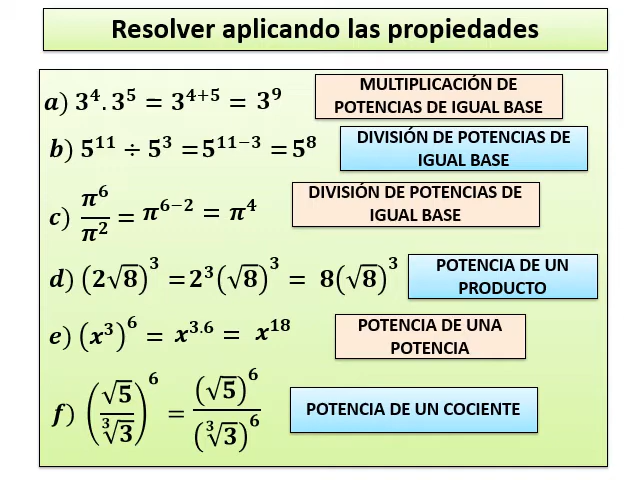 Resolver aplicando las propiedades
a) 3⁴.3⁵ = 3⁴⁺⁵ = 3⁹
MULTIPLICACIÓN DE
POTENCIAS DE IGUAL BASE
b) 5¹¹ ÷ 5³ = 5¹¹⁻³ = 5⁸
DIVISIÓN DE POTENCIAS DE
IGUAL BASE
c) π⁶/π² = π⁶⁻² = π⁴
DIVISIÓN DE POTENCIAS DE
IGUAL BASE
d) (2√8)³ = 2³(√8)³ = 8(√8)³
POTENCIA DE UN
PRODUCTO
e) (x³)⁶ = x³·⁶ = x¹⁸
POTENCIA DE UNA
POTENCIA
f) (√5/∛3)⁶ = (√5)⁶/(∛3)⁶
POTENCIA DE UN COCIENTE